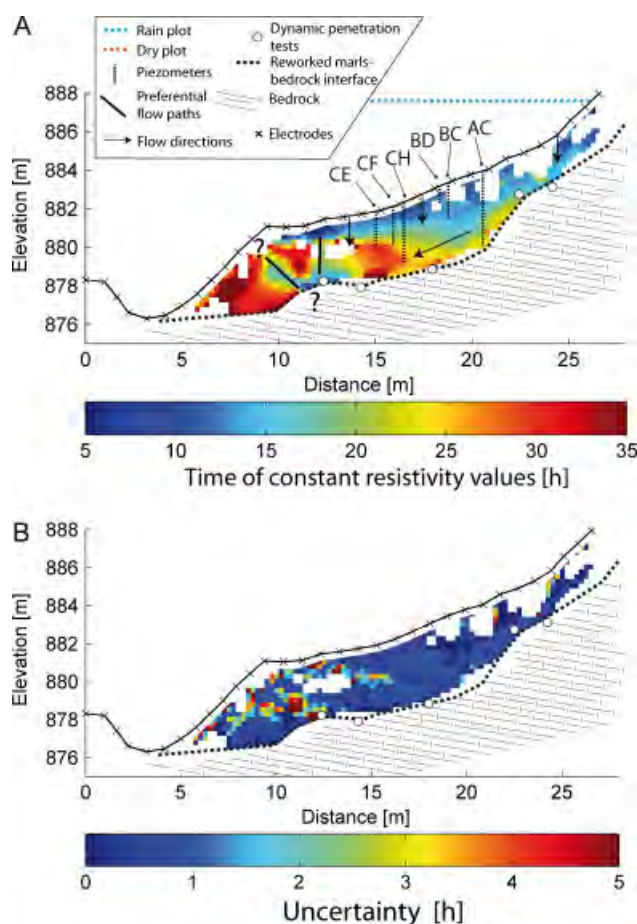 A
Rain plot
Dry plot
Piezometers
Preferential
flow paths
Flow directions
Dynamic penetration
tests
Reworked marls-
bedrock interface
Bedrock
Electrodes
888
886
884
882
880
878
876
Elevation [m]
CE
CF
CH
BD
BC
AC
?
?
0
5
10
15
20
25
Distance [m]
5
10
15
20
25
30
35
Time of constant resistivity values [h]
B
888
886
884
882
880
878
876
Elevation [m]
0
5
10
15
20
25
Distance [m]
0
1
2
3
4
5
Uncertainty [h]